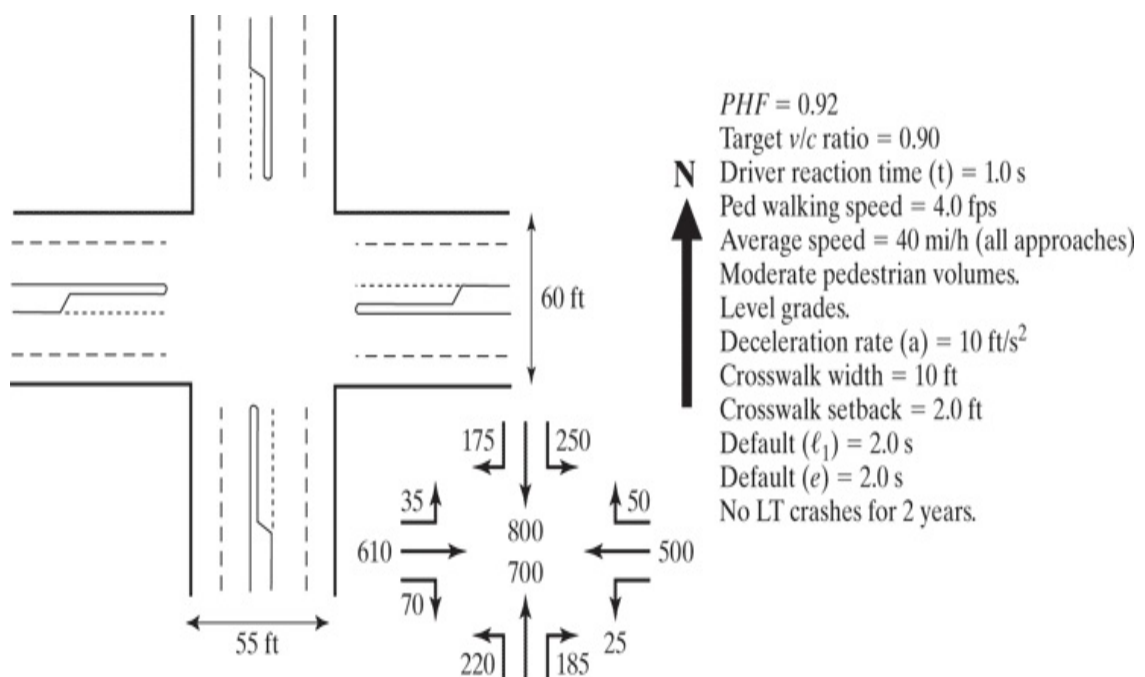 PHF = 0.92
Target v/c ratio = 0.90
Driver reaction time (t) = 1.0 s
Ped walking speed = 4.0 fps
Average speed = 40 mi/h (all approaches)
Moderate pedestrian volumes.
Level grades.
Deceleration rate (a) = 10 ft/s²
Crosswalk width = 10 ft
Crosswalk setback = 2.0 ft
Default (ℓ₁) = 2.0 s
Default (e) = 2.0 s
No LT crashes for 2 years.
N
60 ft
55 ft
175
250
35
50
800
610
500
700
70
25
220
185